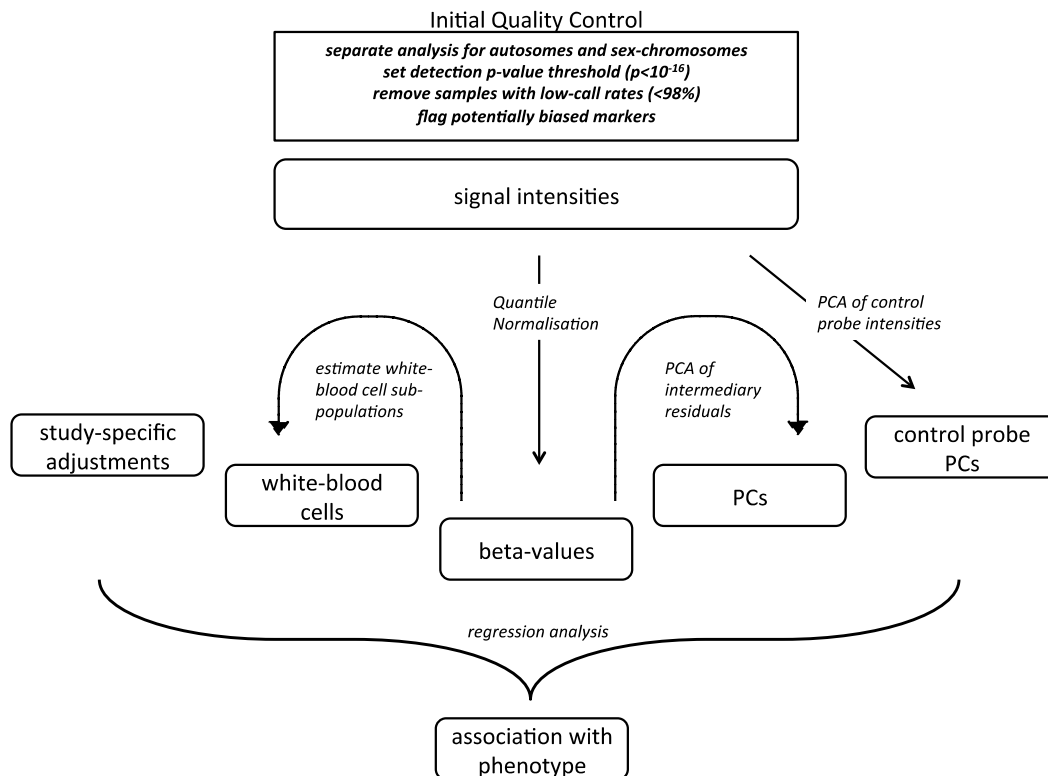 Initial Quality Control
separate analysis for autosomes and sex-chromosomes
set detection p-value threshold (p<10⁻¹⁶)
remove samples with low-call rates (<98%)
flag potentially biased markers
signal intensities
Quantile
Normalisation
PCA of control
probe intensities
estimate white-
blood cell sub-
populations
PCA of
intermediary
residuals
study-specific
adjustments
white-blood
cells
beta-values
PCs
control probe
PCs
regression analysis
association with
phenotype